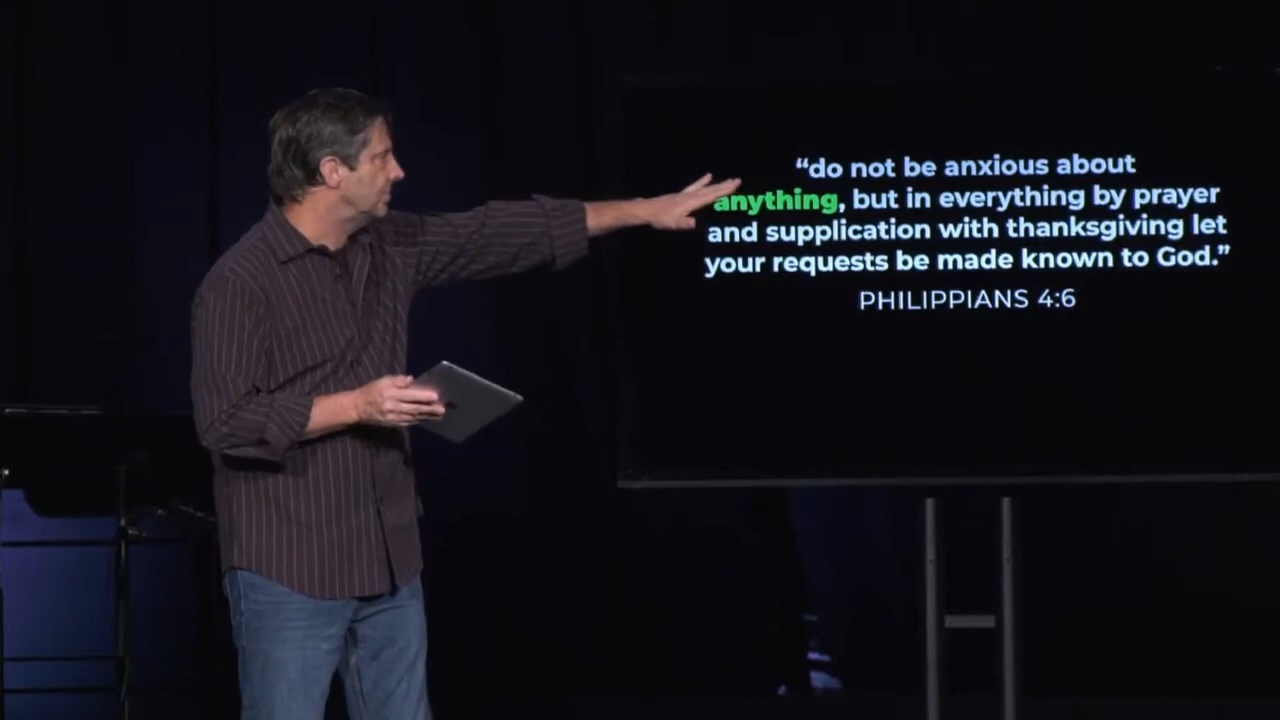 “do not be anxious about
anything, but in everything by prayer
and supplication with thanksgiving let
your requests be made known to God.”
PHILIPPIANS 4:6